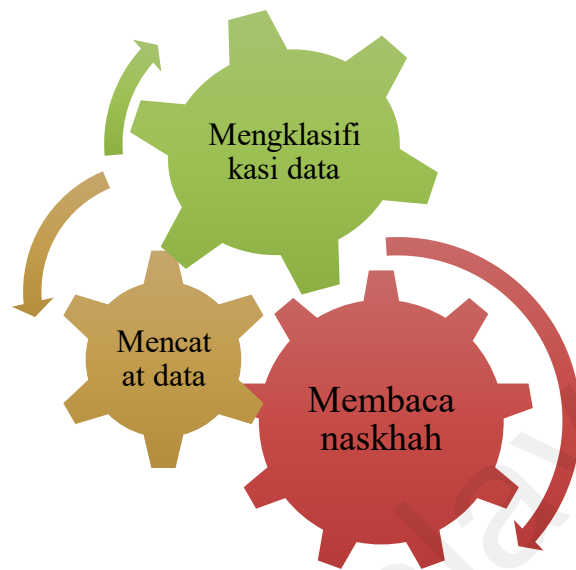 Mengklasifi
kasi data
Mencat
at data
Membaca
naskhah